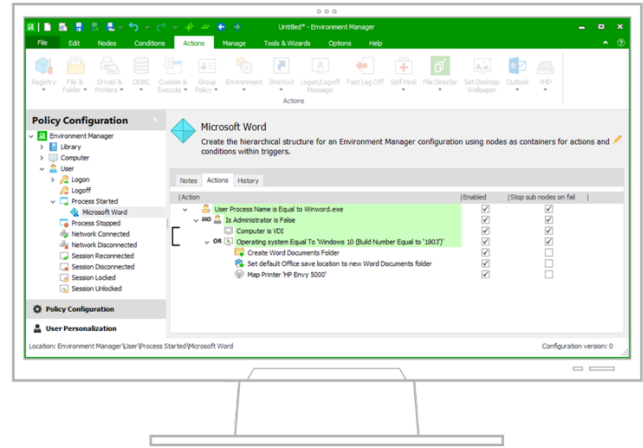 Untitled* - Environment Manager
File Edit Nodes Conditions Actions Manage Tools & Wizards Options Help
Registry File & Folder Drives & Printers ODBC Custom & Execute Group Policy Environment Shortcut Logon/Logoff Message Fast Log Off Self Heal File Director Set Desktop Wallpaper Outlook VHD
Actions
Policy Configuration
Environment Manager
Library
Computer
User
Logon
Logoff
Process Started
Microsoft Word
Process Stopped
Network Connected
Network Disconnected
Session Reconnected
Session Disconnected
Session Locked
Session Unlocked
Policy Configuration
User Personalization
Microsoft Word
Create the hierarchical structure for an Environment Manager configuration using nodes as containers for actions and
conditions within triggers.
Notes Actions History
Action Enabled Stop sub nodes on fail
User Process Name is Equal to Winword.exe
AND Is Administrator is False
Computer is VDI
OR Operating system Equal To 'Windows 10 (Build Number Equal to '1803')'
Create Word Documents Folder
Set default Office save location to new Word Documents folder
Map Printer 'HP Envy 5000'
Location: Environment Manager\User\Process Started\Microsoft Word Configuration version: 0